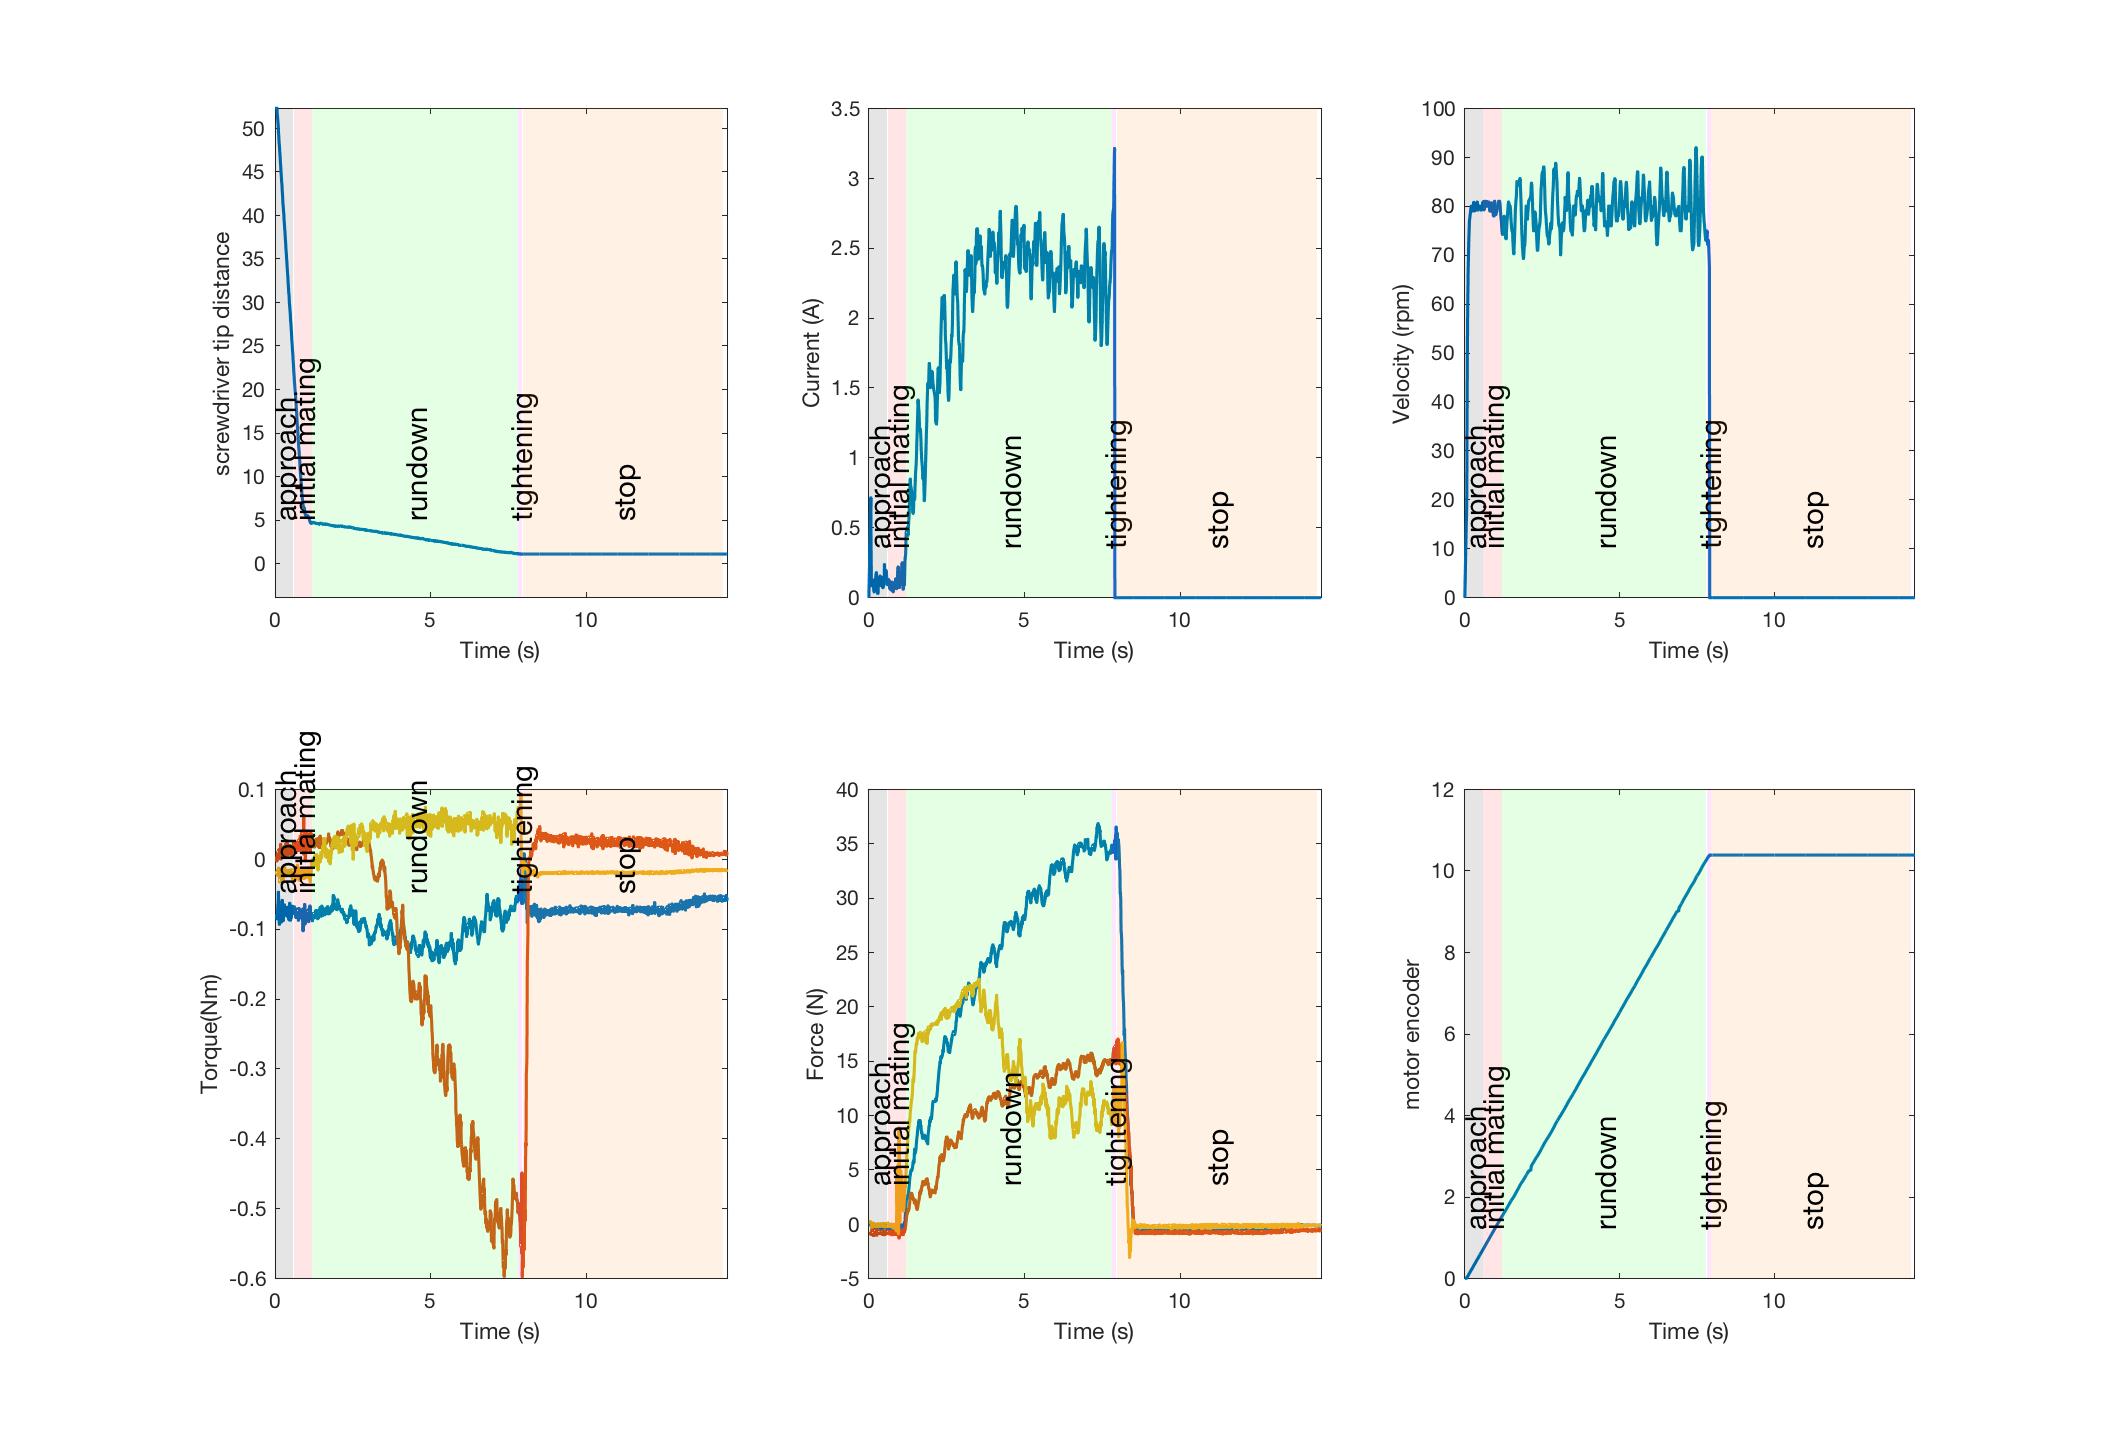 50
45
40
35
30
25
20
15
10
5
0
screwdriver tip distance
approach
initial mating
rundown
tightening
stop
0 5 10
Time (s)
3.5
3
2.5
2
1.5
1
0.5
0
Current (A)
approach
initial mating
rundown
tightening
stop
0 5 10
Time (s)
100
90
80
70
60
50
40
30
20
10
0
Velocity (rpm)
approach
initial mating
rundown
tightening
stop
0 5 10
Time (s)
0.1
0
-0.1
-0.2
-0.3
-0.4
-0.5
-0.6
Torque(Nm)
approach
initial mating
rundown
tightening
stop
0 5 10
Time (s)
40
35
30
25
20
15
10
5
0
-5
Force (N)
approach
initial mating
rundown
tightening
stop
0 5 10
Time (s)
12
10
8
6
4
2
0
motor encoder
approach
initial mating
rundown
tightening
stop
0 5 10
Time (s)